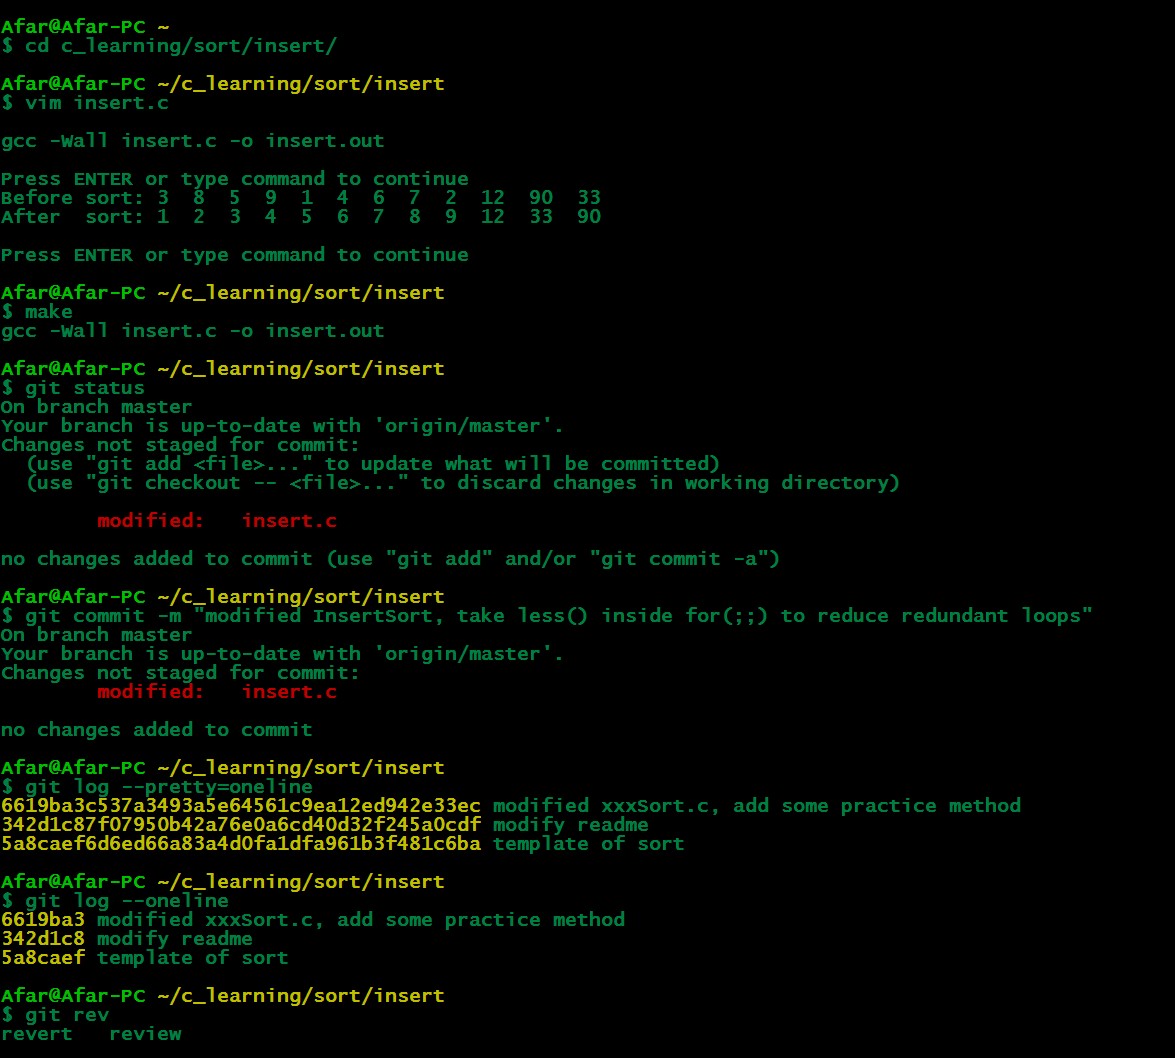 Afar@Afar-PC ~
$ cd c_learning/sort/insert/
Afar@Afar-PC ~/c_learning/sort/insert
$ vim insert.c
gcc -Wall insert.c -o insert.out
Press ENTER or type command to continue
Before sort: 3  8  5  9  1  4  6  7  2  12  90  33
After  sort: 1  2  3  4  5  6  7  8  9  12  33  90
Press ENTER or type command to continue
Afar@Afar-PC ~/c_learning/sort/insert
$ make
gcc -Wall insert.c -o insert.out
Afar@Afar-PC ~/c_learning/sort/insert
$ git status
On branch master
Your branch is up-to-date with 'origin/master'.
Changes not staged for commit:
  (use "git add <file>..." to update what will be committed)
  (use "git checkout -- <file>..." to discard changes in working directory)
        modified:   insert.c
no changes added to commit (use "git add" and/or "git commit -a")
Afar@Afar-PC ~/c_learning/sort/insert
$ git commit -m "modified InsertSort, take less() inside for(;;) to reduce redundant loops"
On branch master
Your branch is up-to-date with 'origin/master'.
Changes not staged for commit:
        modified:   insert.c
no changes added to commit
Afar@Afar-PC ~/c_learning/sort/insert
$ git log --pretty=oneline
6619ba3c537a3493a5e64561c9ea12ed942e33ec modified xxxSort.c, add some practice method
342d1c87f07950b42a76e0a6cd40d32f245a0cdf modify readme
5a8caef6d6ed66a83a4d0fa1dfa961b3f481c6ba template of sort
Afar@Afar-PC ~/c_learning/sort/insert
$ git log --oneline
6619ba3 modified xxxSort.c, add some practice method
342d1c8 modify readme
5a8caef template of sort
Afar@Afar-PC ~/c_learning/sort/insert
$ git rev
revert   review